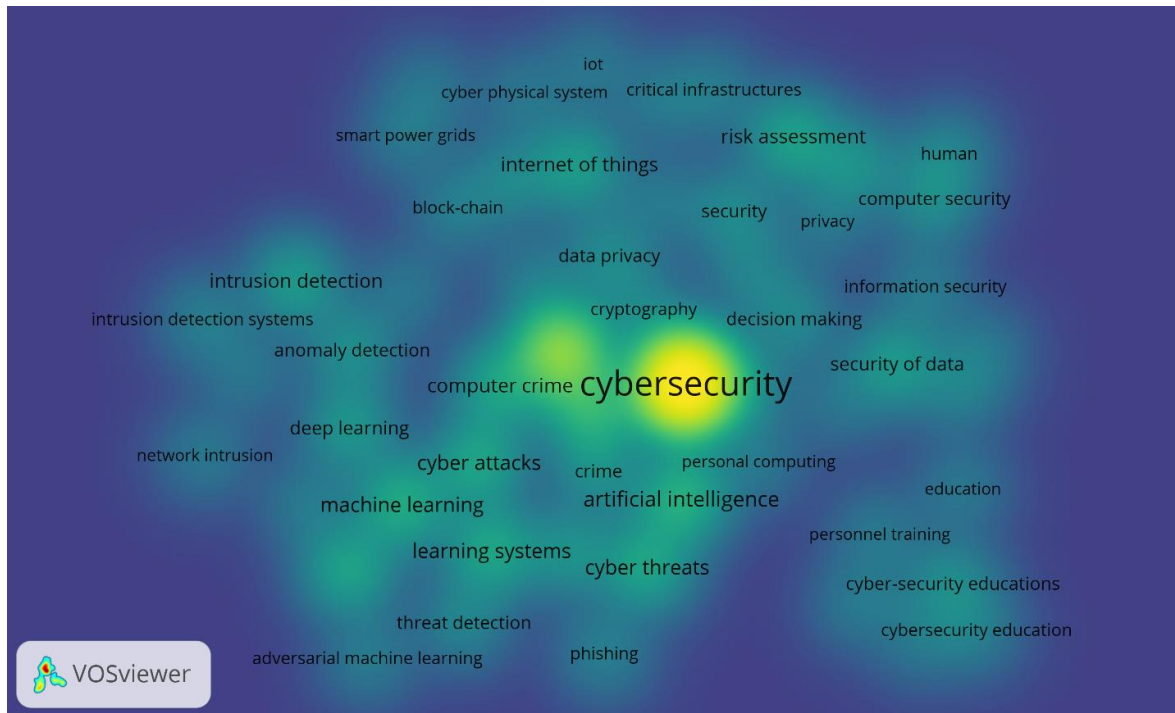 iot
cyber physical system
critical infrastructures
smart power grids
risk assessment
internet of things
human
block-chain
security
privacy
computer security
data privacy
intrusion detection
information security
intrusion detection systems
cryptography
decision making
anomaly detection
security of data
computer crime
cybersecurity
deep learning
network intrusion
cyber attacks
crime
personal computing
machine learning
artificial intelligence
education
personnel training
learning systems
cyber threats
cyber-security educations
threat detection
cybersecurity education
adversarial machine learning
phishing
VOSviewer